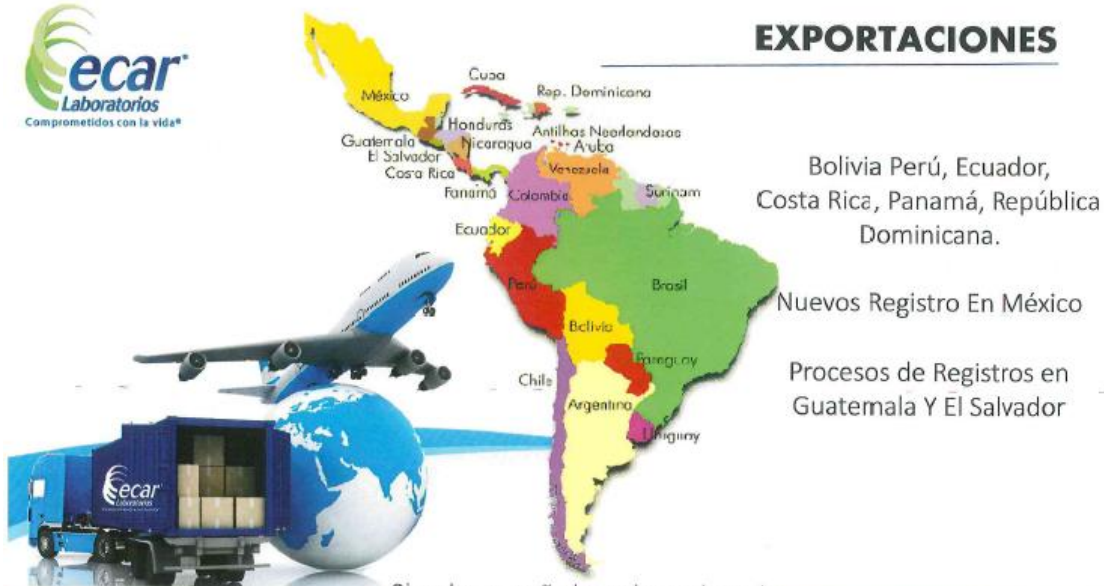 ecar
Laboratorios
Comprometidos con la vida®
EXPORTACIONES
México
Cuba
Rep. Dominicana
Honduras
Antilhas Neerlandesas
Guatemala
Nicaragua
Aruba
El Salvador
Costa Rica
Venezuela
Panamá
Colombia
Surinam
Ecuador
Perú
Brasil
Bolivia
Paraguay
Chile
Argentina
Uruguay
Bolivia Perú, Ecuador,
Costa Rica, Panamá, República
Dominicana.
Nuevos Registro En México
Procesos de Registros en
Guatemala Y El Salvador
ecar
Laboratorios